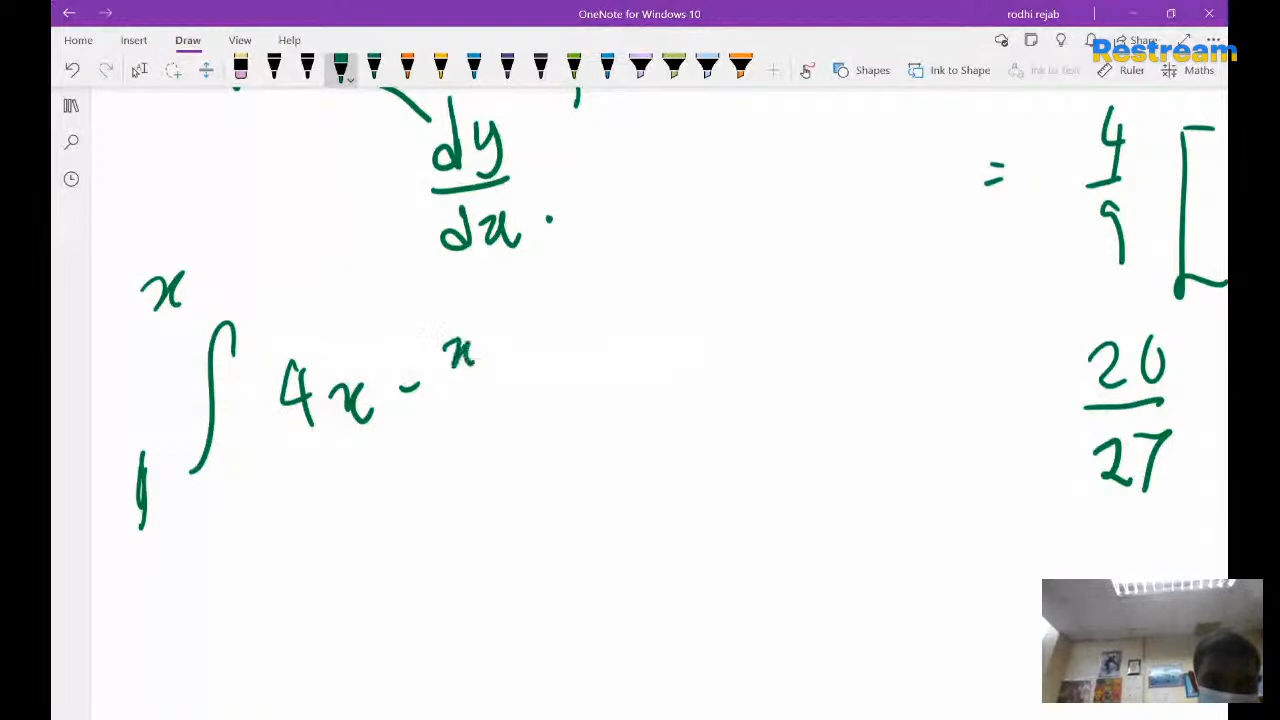 OneNote for Windows 10
rodhi rejab
Home Insert Draw View Help
Share
Restream
Shapes Ink to Shape Ink to Text Ruler Maths
dy
dx .
= 4
9 [
x
∫ 4x - x
1
20
27